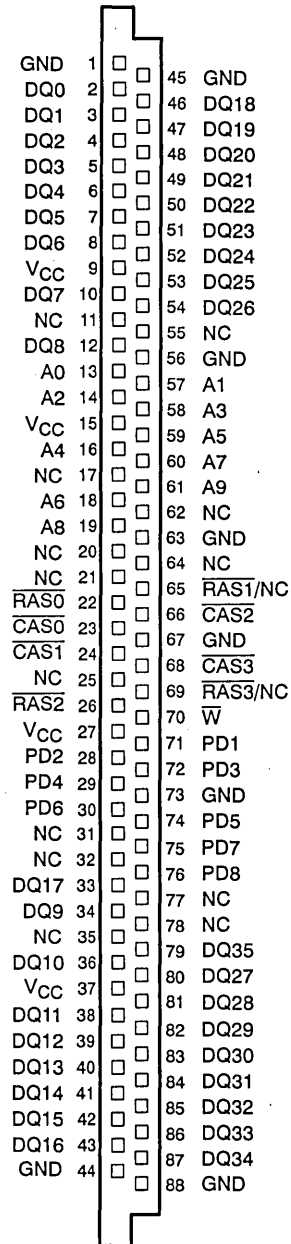 GND 1
DQ0 2
DQ1 3
DQ2 4
DQ3 5
DQ4 6
DQ5 7
DQ6 8
VCC 9
DQ7 10
NC 11
DQ8 12
A0 13
A2 14
VCC 15
A4 16
NC 17
A6 18
A8 19
NC 20
NC 21
R̅A̅S̅0̅ 22
C̅A̅S̅0̅ 23
C̅A̅S̅1̅ 24
NC 25
R̅A̅S̅2̅ 26
VCC 27
PD2 28
PD4 29
PD6 30
NC 31
NC 32
DQ17 33
DQ9 34
NC 35
DQ10 36
VCC 37
DQ11 38
DQ12 39
DQ13 40
DQ14 41
DQ15 42
DQ16 43
GND 44
45 GND
46 DQ18
47 DQ19
48 DQ20
49 DQ21
50 DQ22
51 DQ23
52 DQ24
53 DQ25
54 DQ26
55 NC
56 GND
57 A1
58 A3
59 A5
60 A7
61 A9
62 NC
63 GND
64 NC
65 R̅A̅S̅1̅/NC
66 C̅A̅S̅2̅
67 GND
68 C̅A̅S̅3̅
69 R̅A̅S̅3̅/NC
70 W̅
71 PD1
72 PD3
73 GND
74 PD5
75 PD7
76 PD8
77 NC
78 NC
79 DQ35
80 DQ27
81 DQ28
82 DQ29
83 DQ30
84 DQ31
85 DQ32
86 DQ33
87 DQ34
88 GND